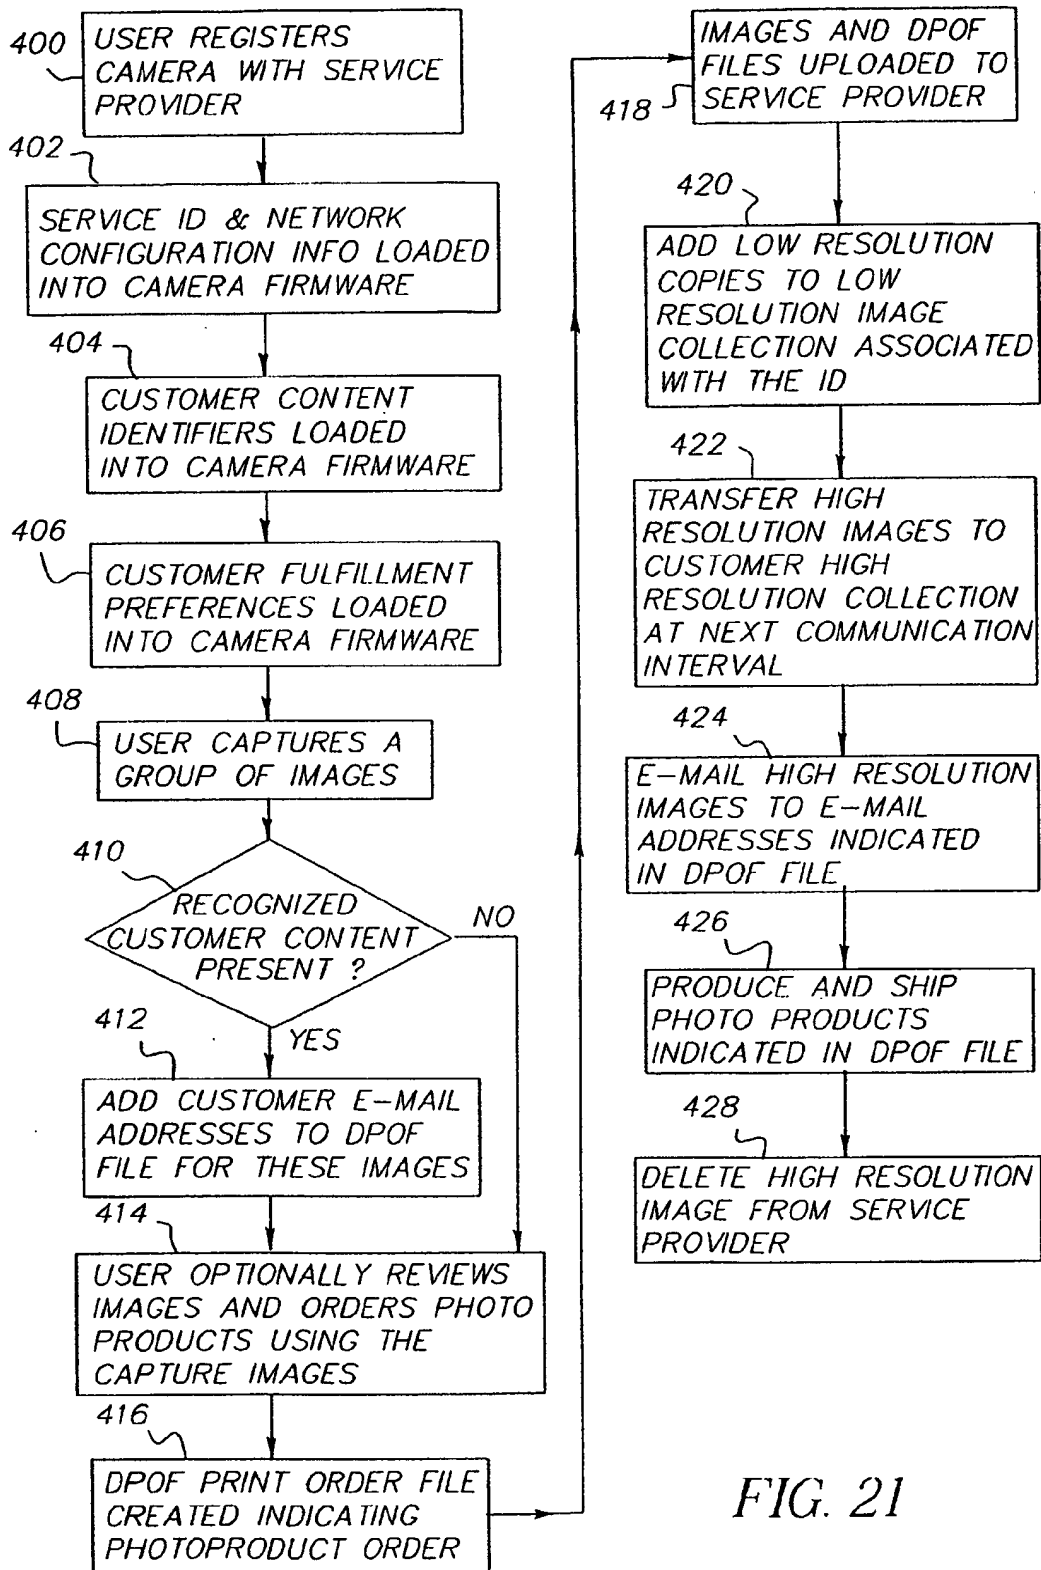 400
USER REGISTERS
CAMERA WITH SERVICE
PROVIDER
402
SERVICE ID & NETWORK
CONFIGURATION INFO LOADED
INTO CAMERA FIRMWARE
404
CUSTOMER CONTENT
IDENTIFIERS LOADED
INTO CAMERA FIRMWARE
406
CUSTOMER FULFILLMENT
PREFERENCES LOADED
INTO CAMERA FIRMWARE
408
USER CAPTURES A
GROUP OF IMAGES
410
RECOGNIZED
CUSTOMER CONTENT
PRESENT ?
NO
YES
412
ADD CUSTOMER E-MAIL
ADDRESSES TO DPOF
FILE FOR THESE IMAGES
414
USER OPTIONALLY REVIEWS
IMAGES AND ORDERS PHOTO
PRODUCTS USING THE
CAPTURE IMAGES
416
DPOF PRINT ORDER FILE
CREATED INDICATING
PHOTOPRODUCT ORDER
418
IMAGES AND DPOF
FILES UPLOADED TO
SERVICE PROVIDER
420
ADD LOW RESOLUTION
COPIES TO LOW
RESOLUTION IMAGE
COLLECTION ASSOCIATED
WITH THE ID
422
TRANSFER HIGH
RESOLUTION IMAGES TO
CUSTOMER HIGH
RESOLUTION COLLECTION
AT NEXT COMMUNICATION
INTERVAL
424
E-MAIL HIGH RESOLUTION
IMAGES TO E-MAIL
ADDRESSES INDICATED
IN DPOF FILE
426
PRODUCE AND SHIP
PHOTO PRODUCTS
INDICATED IN DPOF FILE
428
DELETE HIGH RESOLUTION
IMAGE FROM SERVICE
PROVIDER
FIG. 21